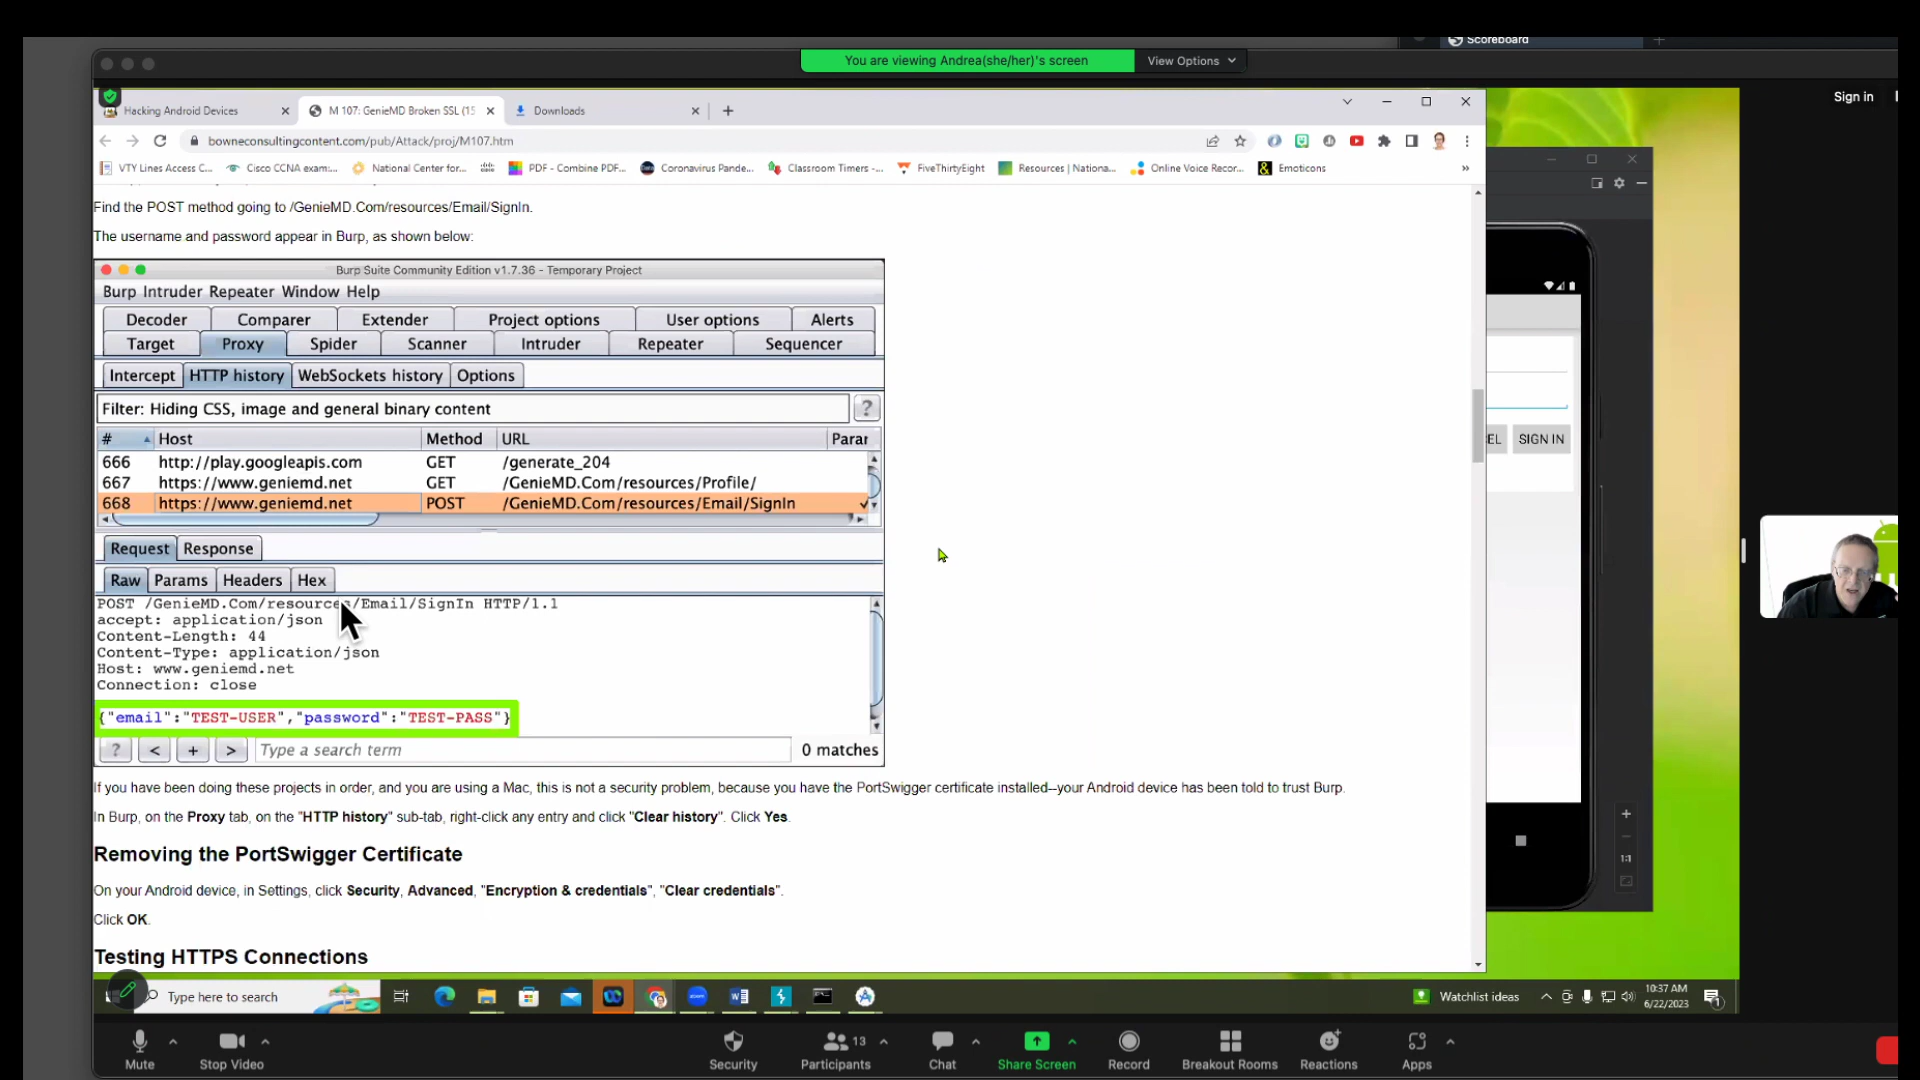 Scoreboard
You are viewing Andrea(she/her)'s screen
View Options
Sign in
Hacking Android Devices
M 107: GenieMD Broken SSL (15
Downloads
bowneconsultingcontent.com/pub/Attack/proj/M107.htm
VTY Lines Access C...
Cisco CCNA exam:...
National Center for...
PDF - Combine PDF...
Coronavirus Pande...
Classroom Timers -...
FiveThirtyEight
Resources | Nationa...
Online Voice Recor...
Emoticons
Find the POST method going to /GenieMD.Com/resources/Email/SignIn.
The username and password appear in Burp, as shown below:
Burp Suite Community Edition v1.7.36 - Temporary Project
Burp Intruder Repeater Window Help
Decoder Comparer Extender Project options User options Alerts
Target Proxy Spider Scanner Intruder Repeater Sequencer
Intercept HTTP history WebSockets history Options
Filter: Hiding CSS, image and general binary content ?
# Host Method URL Parar
666 http://play.googleapis.com GET /generate_204
667 https://www.geniemd.net GET /GenieMD.Com/resources/Profile/
668 https://www.geniemd.net POST /GenieMD.Com/resources/Email/SignIn
Request Response
Raw Params Headers Hex
POST /GenieMD.Com/resources/Email/SignIn HTTP/1.1
accept: application/json
Content-Length: 44
Content-Type: application/json
Host: www.geniemd.net
Connection: close
{"email":"TEST-USER","password":"TEST-PASS"}
? < + > Type a search term 0 matches
EL SIGN IN
If you have been doing these projects in order, and you are using a Mac, this is not a security problem, because you have the PortSwigger certificate installed--your Android device has been told to trust Burp.
In Burp, on the Proxy tab, on the "HTTP history" sub-tab, right-click any entry and click "Clear history". Click Yes.
Removing the PortSwigger Certificate
On your Android device, in Settings, click Security, Advanced, "Encryption & credentials", "Clear credentials".
Click OK.
Testing HTTPS Connections
1:1
Type here to search
Watchlist ideas
10:37 AM
6/22/2023
Mute
Stop Video
Security
13
Participants
Chat
Share Screen
Record
Breakout Rooms
Reactions
Apps